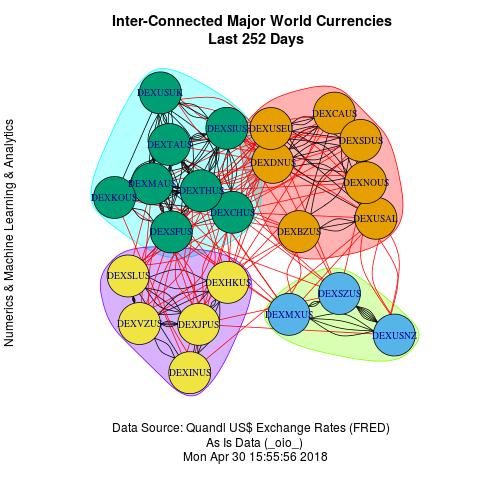 Inter-Connected Major World Currencies
Last 252 Days
Numerics & Machine Learning & Analytics
DEXUSUK
DEXCAUS
DEXSIUS
DEXUSEU
DEXTAUS
DEXSDUS
DEXDNUS
DEXMAUS
DEXTHUS
DEXNOUS
DEXKOUS
DEXCHUS
DEXUSAL
DEXSFUS
DEXBZUS
DEXSLUS
DEXHKUS
DEXSZUS
DEXMXUS
DEXVZUS
DEXJPUS
DEXUSNZ
DEXINUS
Data Source: Quandl US$ Exchange Rates (FRED)
As Is Data (_oio_)
Mon Apr 30 15:55:56 2018